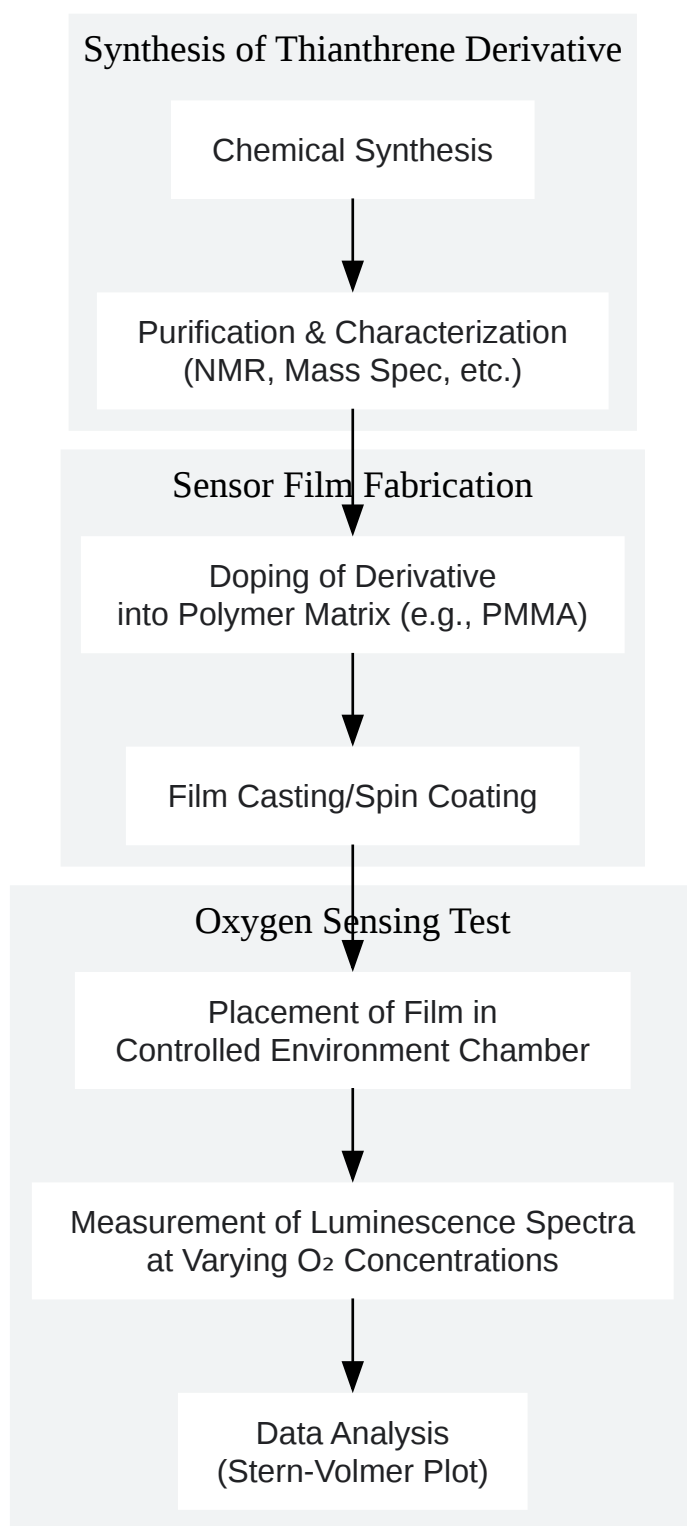 Synthesis of Thianthrene Derivative
Chemical Synthesis
Purification & Characterization
(NMR, Mass Spec, etc.)
Sensor Film Fabrication
Doping of Derivative
into Polymer Matrix (e.g., PMMA)
Film Casting/Spin Coating
Oxygen Sensing Test
Placement of Film in
Controlled Environment Chamber
Measurement of Luminescence Spectra
at Varying O₂ Concentrations
Data Analysis
(Stern-Volmer Plot)